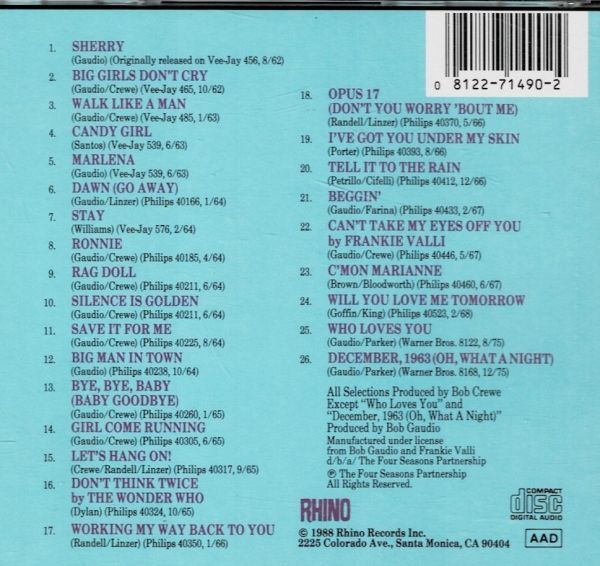 1. SHERRY
(Gaudio) (Originally released on Vee-Jay 456, 8/62)
2. BIG GIRLS DON'T CRY
(Gaudio/Crewe) (Vee-Jay 465, 10/62)
3. WALK LIKE A MAN
(Gaudio/Crewe) (Vee-Jay 485, 1/63)
4. CANDY GIRL
(Santos) (Vee-Jay 539, 6/63)
5. MARLENA
(Gaudio) (Vee-Jay 539, 6/63)
6. DAWN (GO AWAY)
(Gaudio/Linzer) (Philips 40166, 1/64)
7. STAY
(Williams) (Vee-Jay 576, 2/64)
8. RONNIE
(Gaudio/Crewe) (Philips 40185, 4/64)
9. RAG DOLL
(Gaudio/Crewe) (Philips 40211, 6/64)
10. SILENCE IS GOLDEN
(Gaudio/Crewe) (Philips 40211, 6/64)
11. SAVE IT FOR ME
(Gaudio/Crewe) (Philips 40225, 8/64)
12. BIG MAN IN TOWN
(Gaudio) (Philips 40238, 10/64)
13. BYE, BYE, BABY
(BABY GOODBYE)
(Gaudio/Crewe) (Philips 40260, 1/65)
14. GIRL COME RUNNING
(Gaudio/Crewe) (Philips 40305, 6/65)
15. LET'S HANG ON!
(Crewe/Randell/Linzer) (Philips 40317, 9/65)
16. DON'T THINK TWICE
by THE WONDER WHO
(Dylan) (Philips 40324, 10/65)
17. WORKING MY WAY BACK TO YOU
(Randell/Linzer) (Philips 40350, 1/66)
0 8122-71490-2
18. OPUS 17
(DON'T YOU WORRY 'BOUT ME)
(Randell/Linzer) (Philips 40370, 5/66)
19. I'VE GOT YOU UNDER MY SKIN
(Porter) (Philips 40393, 8/66)
20. TELL IT TO THE RAIN
(Petrillo/Cifelli) (Philips 40412, 12/66)
21. BEGGIN'
(Gaudio/Farina) (Philips 40433, 2/67)
22. CAN'T TAKE MY EYES OFF YOU
by FRANKIE VALLI
(Gaudio/Crewe) (Philips 40446, 5/67)
23. C'MON MARIANNE
(Brown/Bloodworth) (Philips 40460, 6/67)
24. WILL YOU LOVE ME TOMORROW
(Goffin/King) (Philips 40523, 2/68)
25. WHO LOVES YOU
(Gaudio/Parker) (Warner Bros. 8122, 8/75)
26. DECEMBER, 1963 (OH, WHAT A NIGHT)
(Gaudio/Parker) (Warner Bros. 8168, 12/75)
All Selections Produced by Bob Crewe
Except "Who Loves You" and
"December, 1963 (Oh, What A Night)"
Produced by Bob Gaudio
Manufactured under license
from Bob Gaudio and Frankie Valli
d/b/a/ The Four Seasons Partnership
℗ The Four Seasons Partnership
All Rights Reserved.
RHINO
© 1988 Rhino Records Inc.
2225 Colorado Ave., Santa Monica, CA 90404
COMPACT
disc
DIGITAL AUDIO
AAD